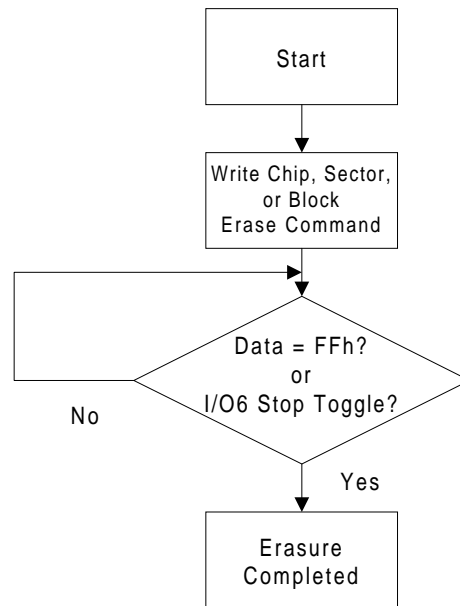 Start
Write Chip, Sector,
or Block
Erase Command
Data = FFh?
or
I/O6 Stop Toggle?
No
Yes
Erasure
Completed